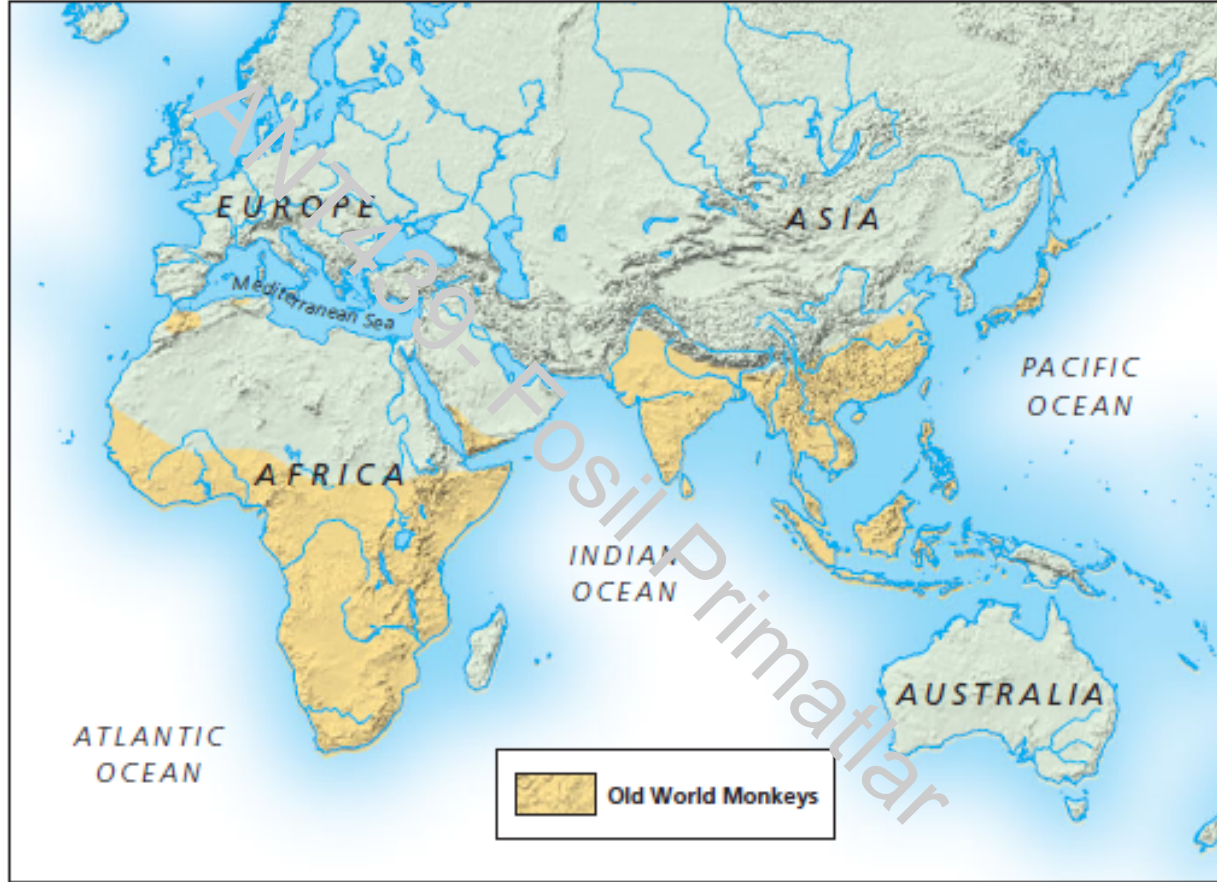 EUROPE
ASIA
Mediterranean Sea
PACIFIC
OCEAN
AFRICA
INDIAN
OCEAN
AUSTRALIA
ATLANTIC
OCEAN
Old World Monkeys
ANT439- Fosil Primatlar